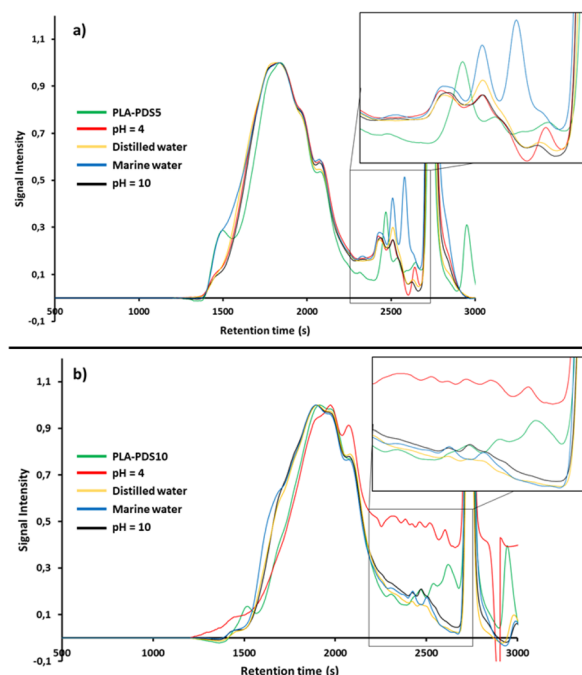 a)
1,1
0,9
0,7
0,5
0,3
0,1
-0,1
Signal Intensity
PLA-PDS5
pH = 4
Distilled water
Marine water
pH = 10
500
1000
1500
2000
2500
3000
Retention time (s)
b)
1,1
0,9
0,7
0,5
0,3
0,1
-0,1
Signal Intensity
PLA-PDS10
pH = 4
Distilled water
Marine water
pH = 10
500
1000
1500
2000
2500
3000
Retention time (s)